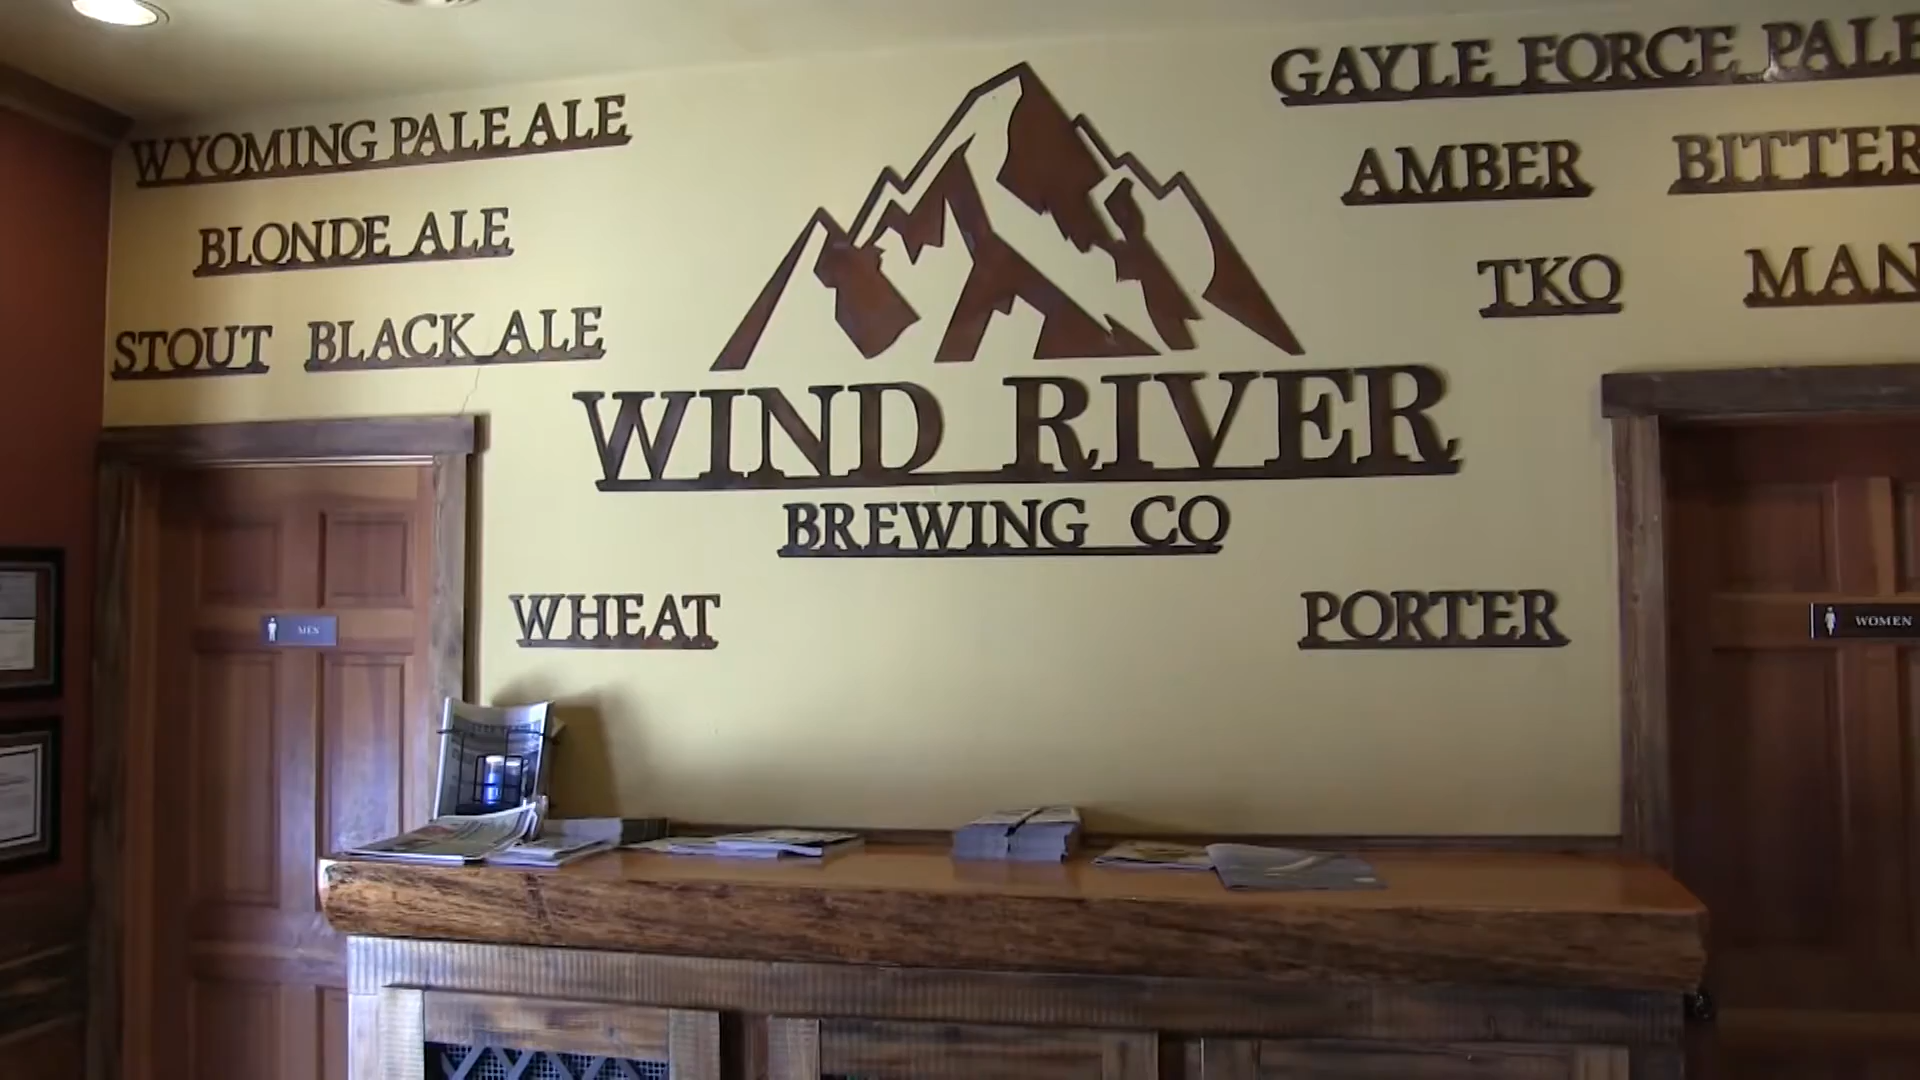 GAYLE FORCE PALE
WYOMING PALE ALE
AMBER
BITTER
BLONDE ALE
TKO
MAN
STOUT
BLACK ALE
WIND RIVER
BREWING CO
WHEAT
PORTER
MEN
WOMEN